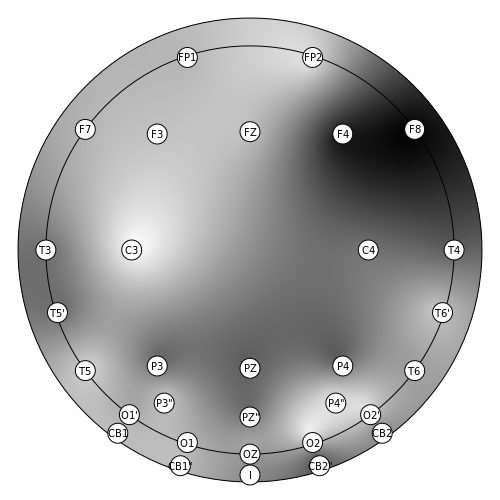 FP1 FP2
F7 F3 FZ F4 F8
T3 C3 C4 T4
T5' T6'
T5 P3 PZ P4 T6
P3" P4"
O1' PZ" O2'
CB1 CB2
O1 OZ O2
CB1" I CB2"